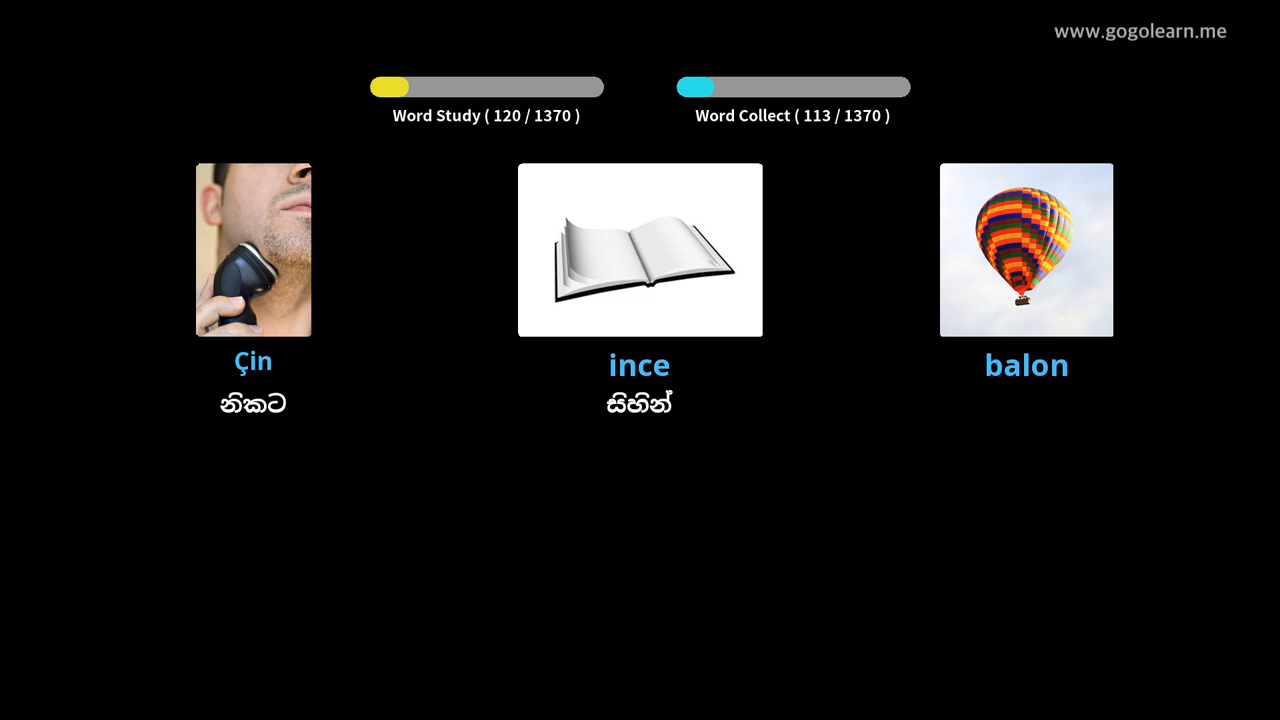 www.gogolearn.me
Word Study ( 120 / 1370 )
Word Collect ( 113 / 1370 )
Çin
ince
balon
නිකට
සිහින්